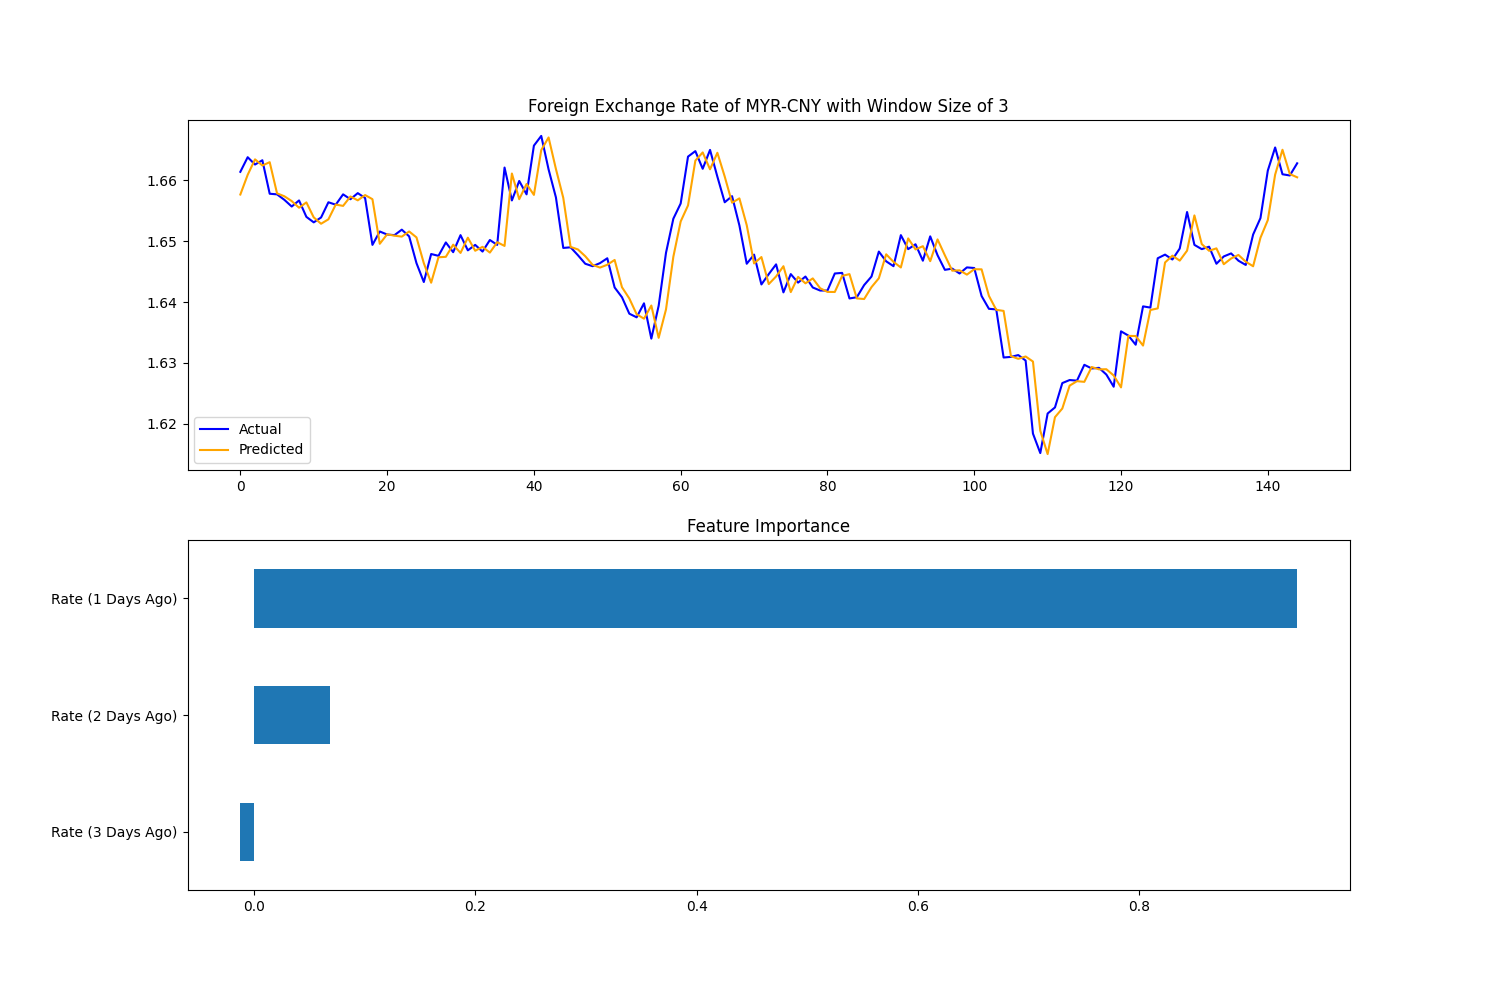 Foreign Exchange Rate of MYR-CNY with Window Size of 3
1.66
1.65
1.64
1.63
1.62
Actual
Predicted
0 20 40 60 80 100 120 140
Feature Importance
Rate (1 Days Ago)
Rate (2 Days Ago)
Rate (3 Days Ago)
0.0 0.2 0.4 0.6 0.8